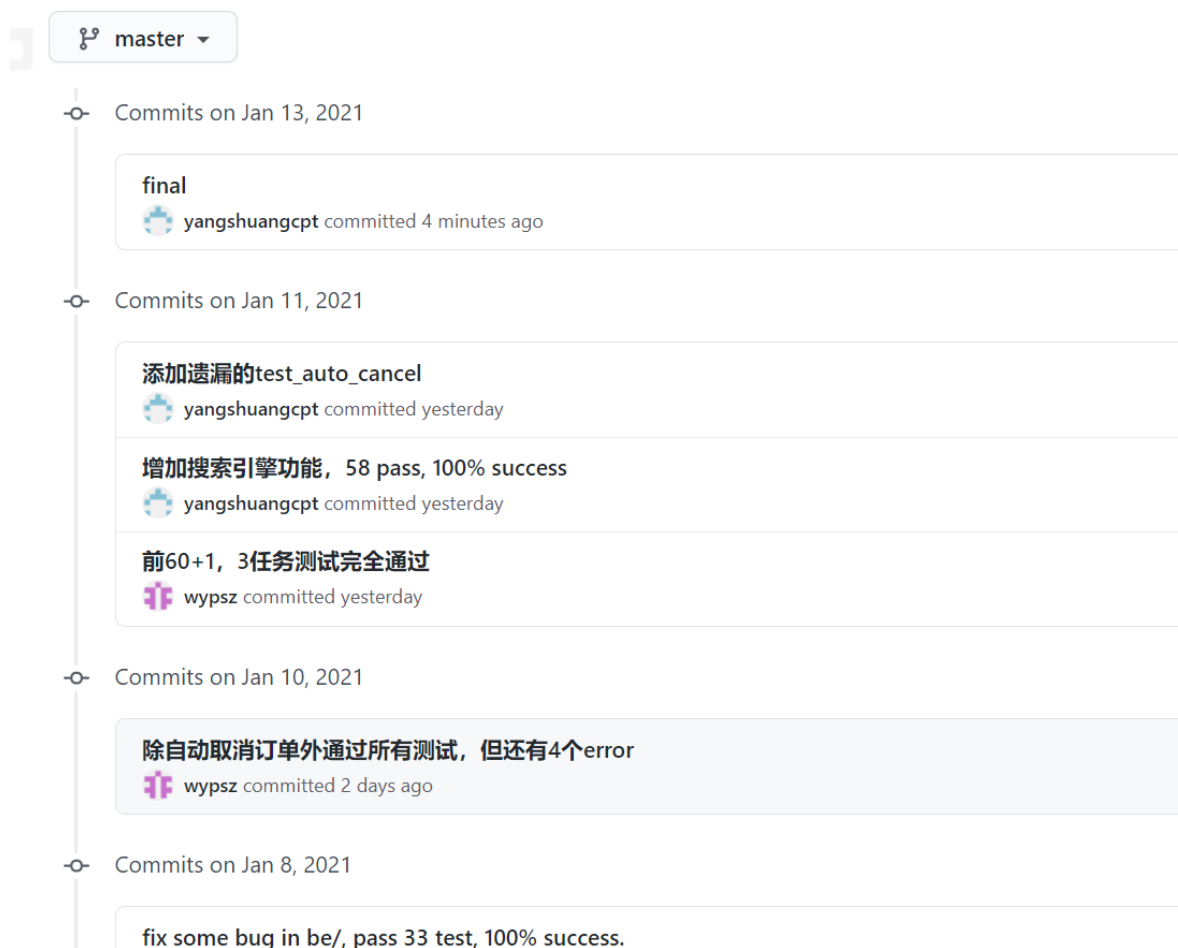 master
Commits on Jan 13, 2021
final
yangshuangcpt committed 4 minutes ago
Commits on Jan 11, 2021
添加遗漏的test_auto_cancel
yangshuangcpt committed yesterday
增加搜索引擎功能，58 pass, 100% success
yangshuangcpt committed yesterday
前60+1，3任务测试完全通过
wypsz committed yesterday
Commits on Jan 10, 2021
除自动取消订单外通过所有测试，但还有4个error
wypsz committed 2 days ago
Commits on Jan 8, 2021
fix some bug in be/, pass 33 test, 100% success.